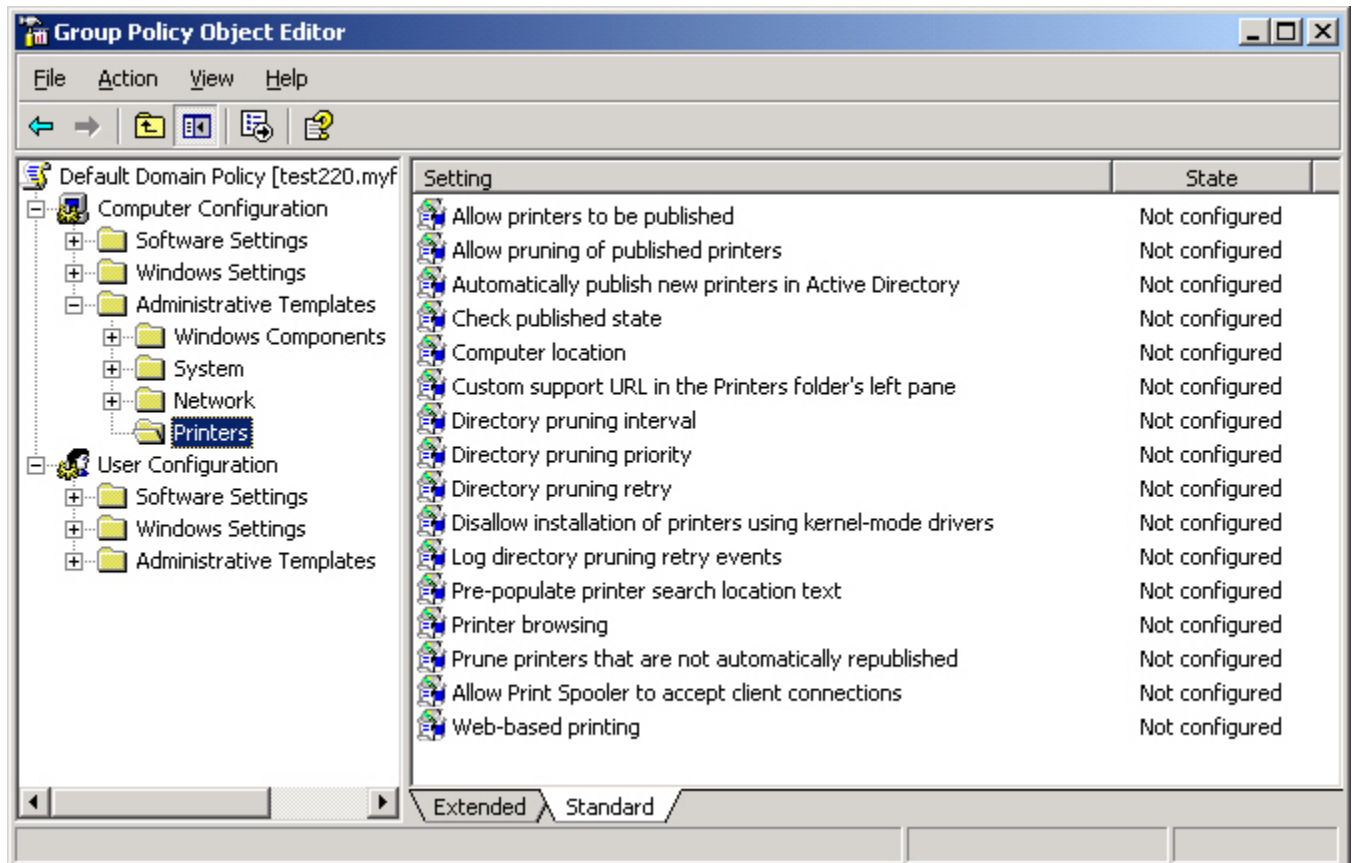 Group Policy Object Editor
File Action View Help
Default Domain Policy [test220.myf
Computer Configuration
Software Settings
Windows Settings
Administrative Templates
Windows Components
System
Network
Printers
User Configuration
Software Settings
Windows Settings
Administrative Templates
Setting State
Allow printers to be published Not configured
Allow pruning of published printers Not configured
Automatically publish new printers in Active Directory Not configured
Check published state Not configured
Computer location Not configured
Custom support URL in the Printers folder's left pane Not configured
Directory pruning interval Not configured
Directory pruning priority Not configured
Directory pruning retry Not configured
Disallow installation of printers using kernel-mode drivers Not configured
Log directory pruning retry events Not configured
Pre-populate printer search location text Not configured
Printer browsing Not configured
Prune printers that are not automatically republished Not configured
Allow Print Spooler to accept client connections Not configured
Web-based printing Not configured
Extended Standard